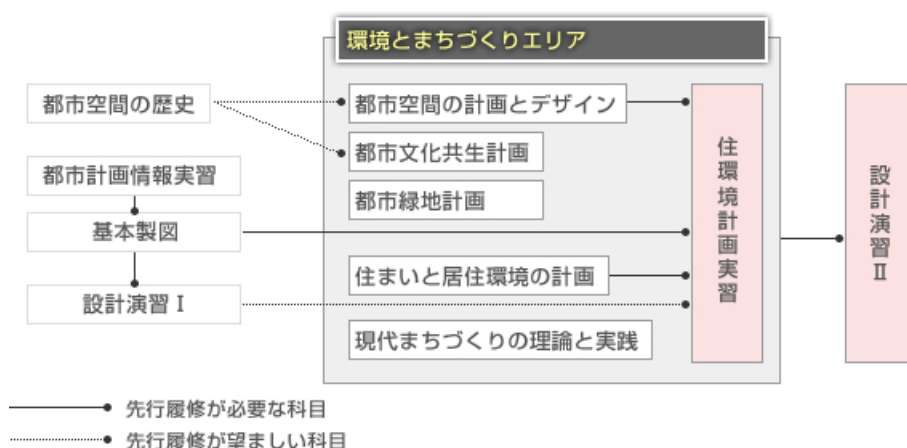 環境とまちづくりエリア
都市空間の歴史
都市空間の計画とデザイン
都市文化共生計画
都市計画情報実習
都市緑地計画
基本製図
住まいと居住環境の計画
設計演習Ⅰ
現代まちづくりの理論と実践
住環境計画実習
設計演習Ⅱ
先行履修が必要な科目
先行履修が望ましい科目